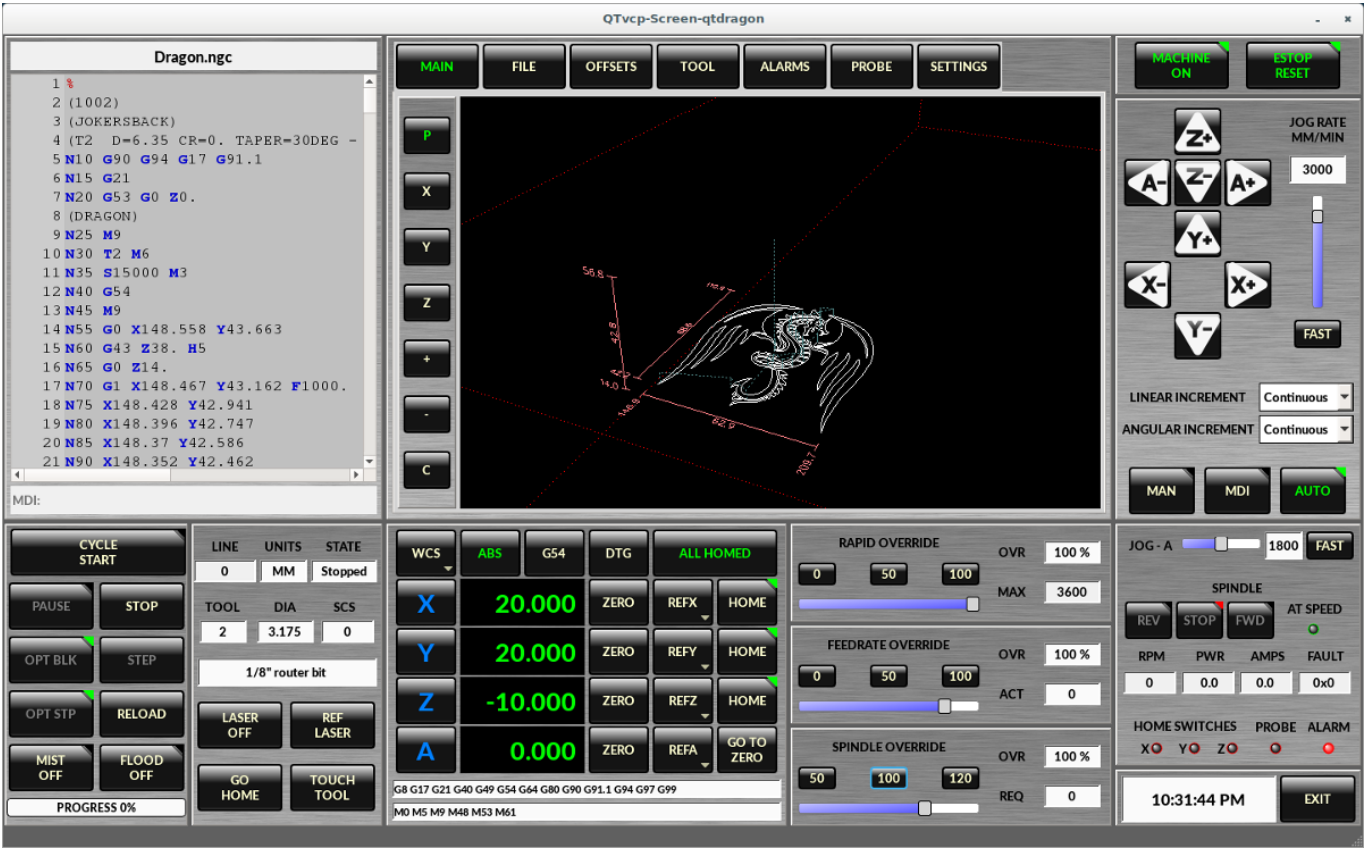 QTvcp-Screen-qtdragon
Dragon.ngc
1 %
2 (1002)
3 (JOKERSBACK)
4 (T2 D=6.35 CR=0. TAPER=30DEG -
5 N10 G90 G94 G17 G91.1
6 N15 G21
7 N20 G53 G0 Z0.
8 (DRAGON)
9 N25 M9
10 N30 T2 M6
11 N35 S15000 M3
12 N40 G54
13 N45 M9
14 N55 G0 X148.558 Y43.663
15 N60 G43 Z38. H5
16 N65 G0 Z14.
17 N70 G1 X148.467 Y43.162 F1000.
18 N75 X148.428 Y42.941
19 N80 X148.396 Y42.747
20 N85 X148.37 Y42.586
21 N90 X148.352 Y42.462
MDI:
MAIN FILE OFFSETS TOOL ALARMS PROBE SETTINGS
P
X
Y
Z
+
-
C
56.8
42.8
14.0
146.9
62.9
209.7
MACHINE ON
ESTOP RESET
JOG RATE
MM/MIN
3000
Z+
A- Z- A+
Y+
X- X+
Y-
FAST
LINEAR INCREMENT Continuous
ANGULAR INCREMENT Continuous
MAN MDI AUTO
CYCLE
START
PAUSE STOP
OPT BLK STEP
OPT STP RELOAD
MIST OFF
FLOOD OFF
PROGRESS 0%
LINE UNITS STATE
0 MM Stopped
TOOL DIA SCS
2 3.175 0
1/8" router bit
LASER OFF
REF LASER
GO HOME
TOUCH TOOL
WCS ABS G54 DTG ALL HOMED
X 20.000 ZERO REFX HOME
Y 20.000 ZERO REFY HOME
Z -10.000 ZERO REFZ HOME
A 0.000 ZERO REFA GO TO ZERO
G8 G17 G21 G40 G49 G54 G64 G80 G90 G91.1 G94 G97 G99
M0 M5 M9 M48 M53 M61
RAPID OVERRIDE
OVR 100 %
0 50 100
MAX 3600
FEEDRATE OVERRIDE
OVR 100 %
0 50 100
ACT 0
SPINDLE OVERRIDE
OVR 100 %
50 100 120
REQ 0
JOG - A 1800 FAST
SPINDLE
REV STOP FWD
AT SPEED
RPM PWR AMPS FAULT
0 0.0 0.0 0x0
HOME SWITCHES PROBE ALARM
X Y Z
10:31:44 PM
EXIT